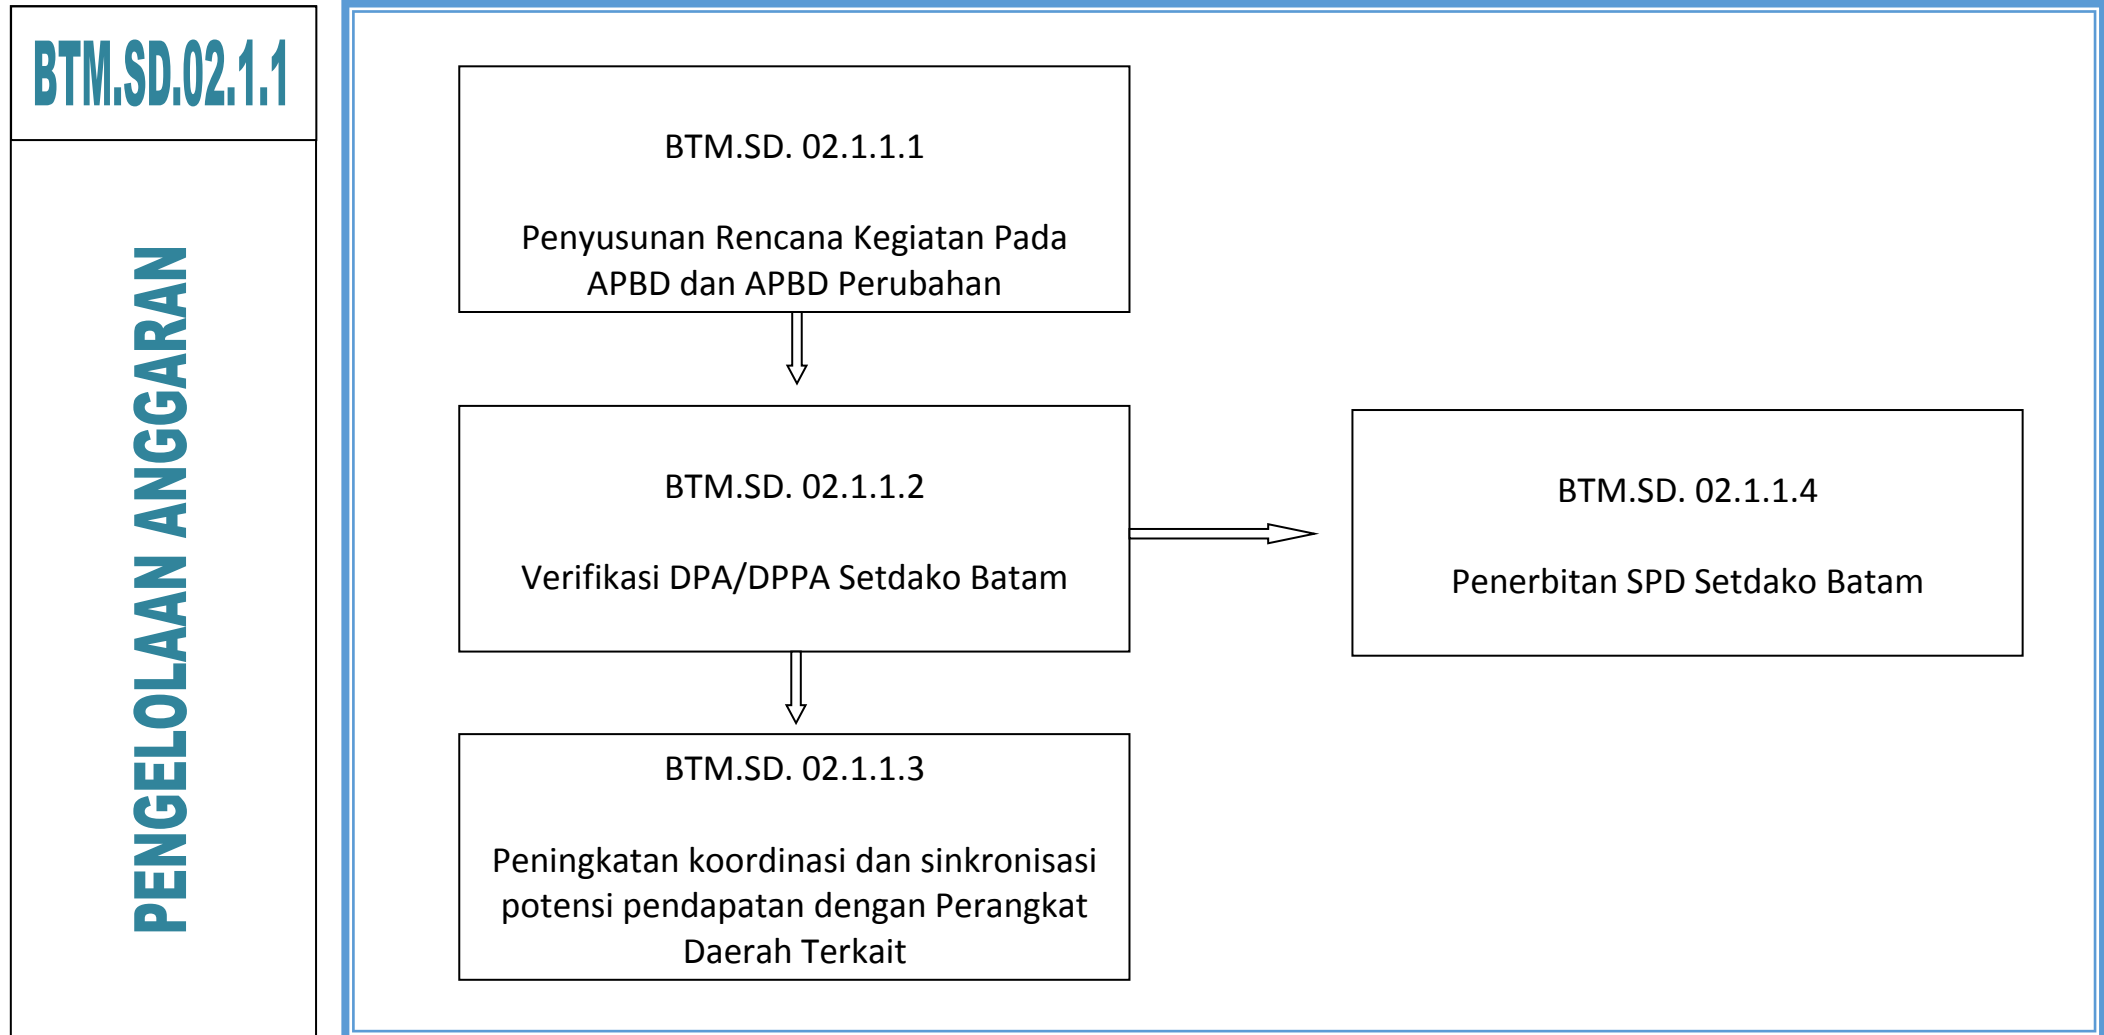 BTM.SD.02.1.1
PENGELOLAAN ANGGARAN
BTM.SD. 02.1.1.1
Penyusunan Rencana Kegiatan Pada
APBD dan APBD Perubahan
BTM.SD. 02.1.1.2
Verifikasi DPA/DPPA Setdako Batam
BTM.SD. 02.1.1.4
Penerbitan SPD Setdako Batam
BTM.SD. 02.1.1.3
Peningkatan koordinasi dan sinkronisasi
potensi pendapatan dengan Perangkat
Daerah Terkait